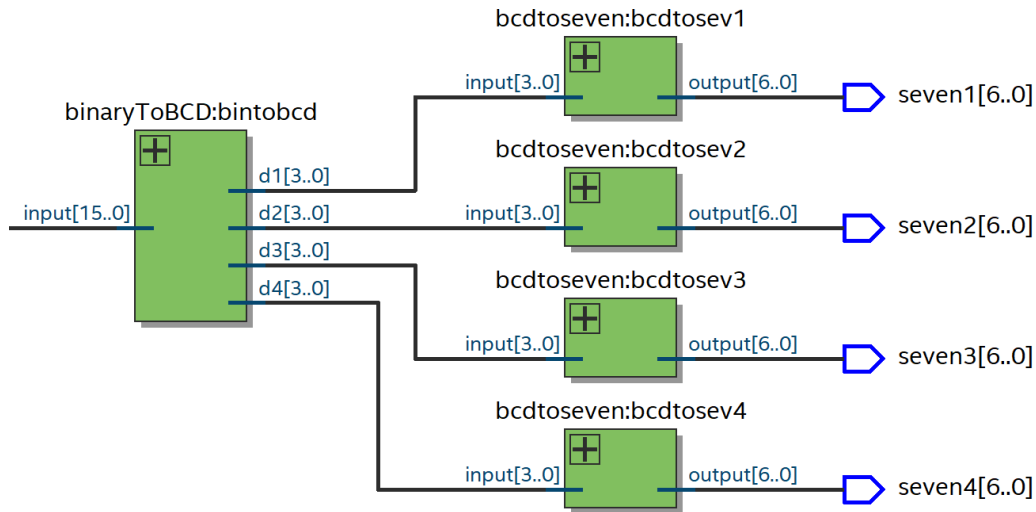 bcdtoseven:bcdtosev1
input[3..0] output[6..0] seven1[6..0]
binaryToBCD:bintobcd
input[15..0]
d1[3..0]
d2[3..0]
d3[3..0]
d4[3..0]
bcdtoseven:bcdtosev2
input[3..0] output[6..0] seven2[6..0]
bcdtoseven:bcdtosev3
input[3..0] output[6..0] seven3[6..0]
bcdtoseven:bcdtosev4
input[3..0] output[6..0] seven4[6..0]